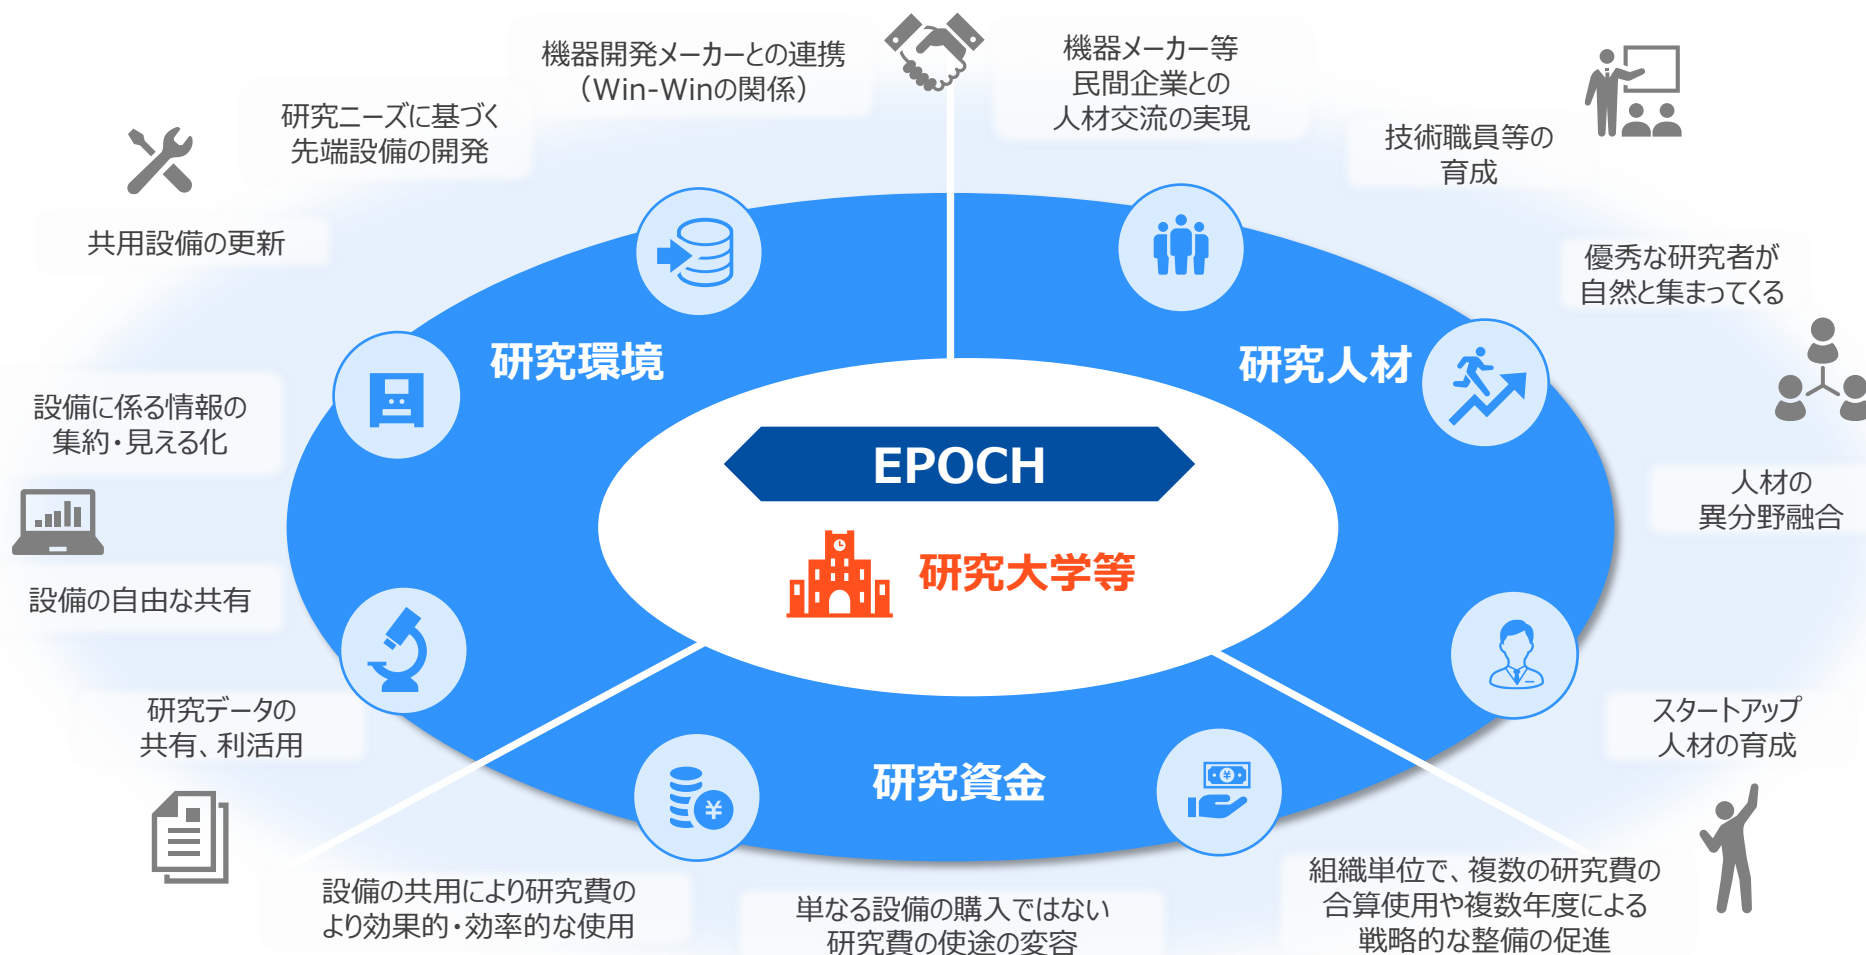 機器開発メーカーとの連携
（Win-Winの関係）
機器メーカー等
民間企業との
人材交流の実現
研究ニーズに基づく
先端設備の開発
技術職員等の
育成
共用設備の更新
優秀な研究者が
自然と集まってくる
研究環境
研究人材
設備に係る情報の
集約・見える化
EPOCH
人材の
異分野融合
研究大学等
設備の自由な共有
研究データの
共有、利活用
スタートアップ
人材の育成
研究資金
¥
¥
設備の共用により研究費の
より効果的・効率的な使用
単なる設備の購入ではない
研究費の使途の変容
組織単位で、複数の研究費の
合算使用や複数年度による
戦略的な整備の促進